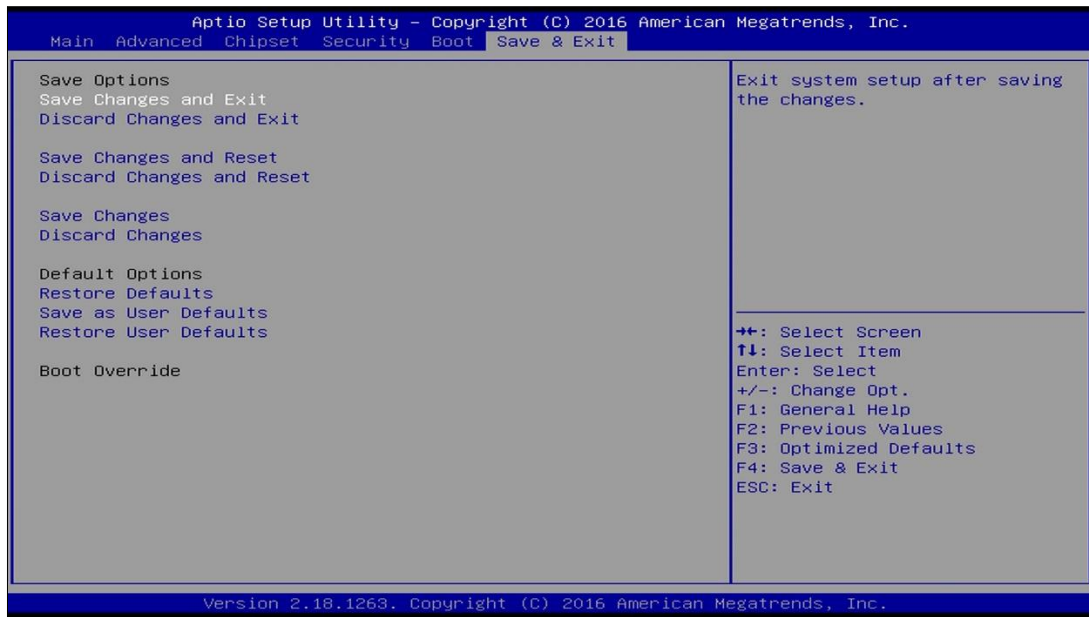 Aptio Setup Utility – Copyright (C) 2016 American Megatrends, Inc.
Main Advanced Chipset Security Boot Save & Exit
Save Options
Save Changes and Exit
Discard Changes and Exit
Save Changes and Reset
Discard Changes and Reset
Save Changes
Discard Changes
Default Options
Restore Defaults
Save as User Defaults
Restore User Defaults
Boot Override
Exit system setup after saving
the changes.
→←: Select Screen
↑↓: Select Item
Enter: Select
+/-: Change Opt.
F1: General Help
F2: Previous Values
F3: Optimized Defaults
F4: Save & Exit
ESC: Exit
Version 2.18.1263. Copyright (C) 2016 American Megatrends, Inc.